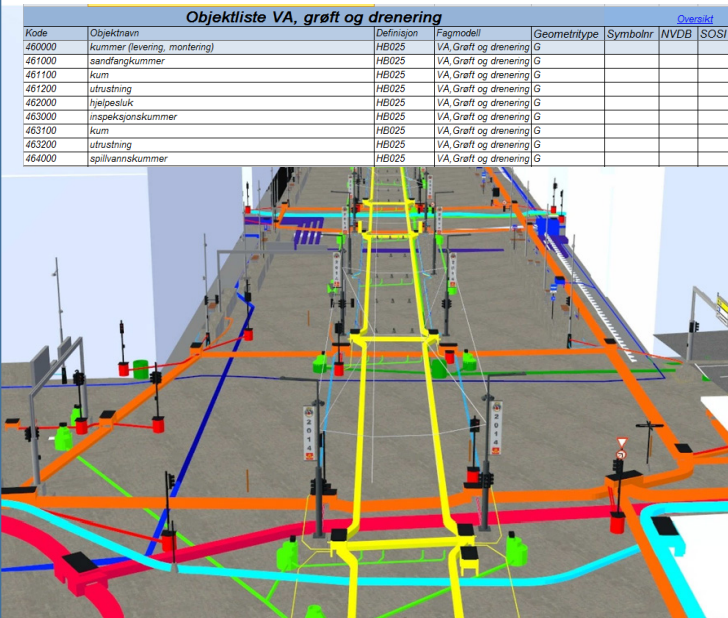 Objektliste VA, grøft og drenering Oversikt
Kode Objektnavn Definisjon Fagmodell Geometritype Symbolnr NVDB SOSI
460000 kummer (levering, montering) HB025 VA,Grøft og drenering G
461000 sandfangkummer HB025 VA,Grøft og drenering G
461100 kum HB025 VA,Grøft og drenering G
461200 utrustning HB025 VA,Grøft og drenering G
462000 hjelpesluk HB025 VA,Grøft og drenering G
463000 inspeksjonskummer HB025 VA,Grøft og drenering G
463100 kum HB025 VA,Grøft og drenering G
463200 utrustning HB025 VA,Grøft og drenering G
464000 spillvannskummer HB025 VA,Grøft og drenering G
2014
2014